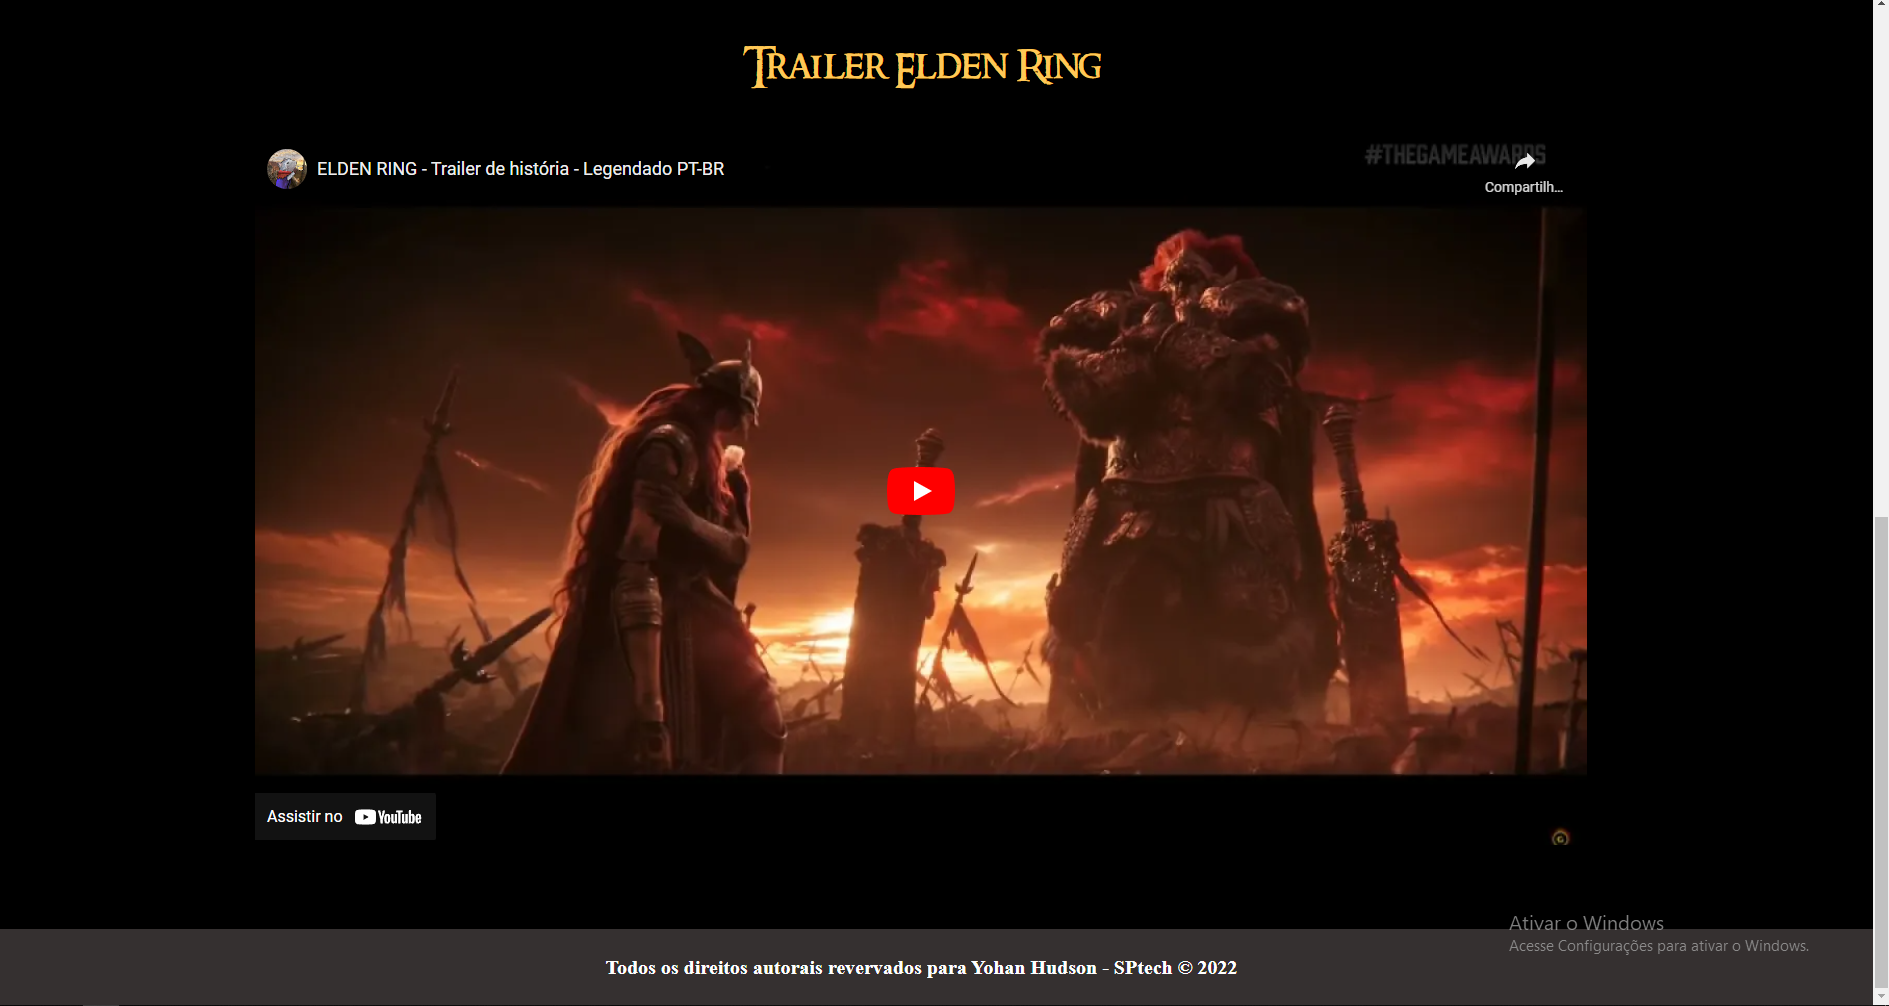 Trailer Elden Ring
ELDEN RING - Trailer de história - Legendado PT-BR
#THEGAMEAWARDS
Compartilh...
Assistir no YouTube
Ativar o Windows
Acesse Configurações para ativar o Windows.
Todos os direitos autorais revervados para Yohan Hudson - SPtech © 2022